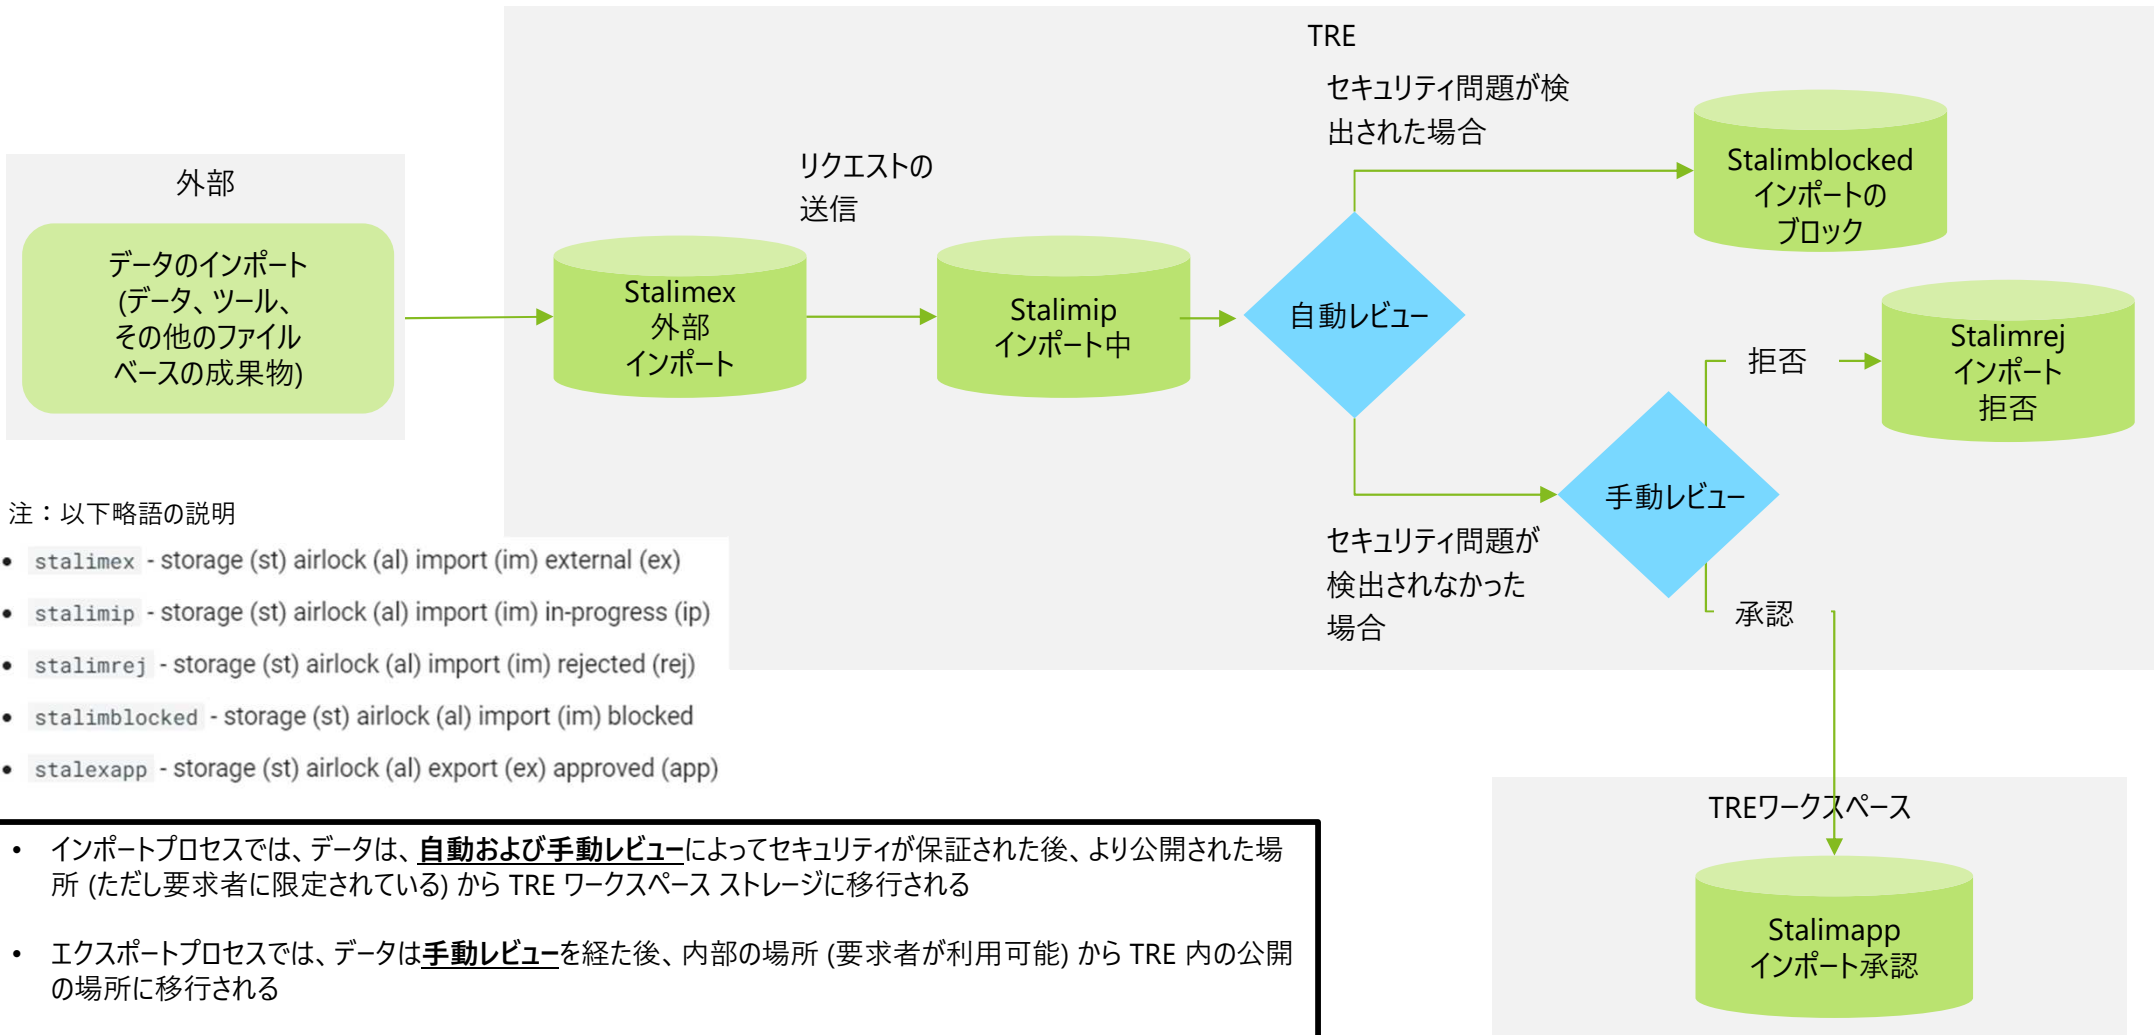 TRE
セキュリティ問題が検
出された場合
Stalimblocked
インポートの
ブロック
外部
リクエストの
送信
データのインポート
(データ、ツール、
その他のファイル
ベースの成果物)
Stalimex
外部
インポート
Stalimip
インポート中
自動レビュー
拒否
Stalimrej
インポート
拒否
手動レビュー
セキュリティ問題が
検出されなかった
場合
承認
注：以下略語の説明
• stalimex - storage (st) airlock (al) import (im) external (ex)
• stalimip - storage (st) airlock (al) import (im) in-progress (ip)
• stalimrej - storage (st) airlock (al) import (im) rejected (rej)
• stalimblocked - storage (st) airlock (al) import (im) blocked
• stalexapp - storage (st) airlock (al) export (ex) approved (app)
TREワークスペース
Stalimapp
インポート承認
• インポートプロセスでは、データは、自動および手動レビューによってセキュリティが保証された後、より公開された場
所 (ただし要求者に限定されている) から TRE ワークスペース ストレージに移行される
• エクスポートプロセスでは、データは手動レビューを経た後、内部の場所 (要求者が利用可能) から TRE 内の公開
の場所に移行される